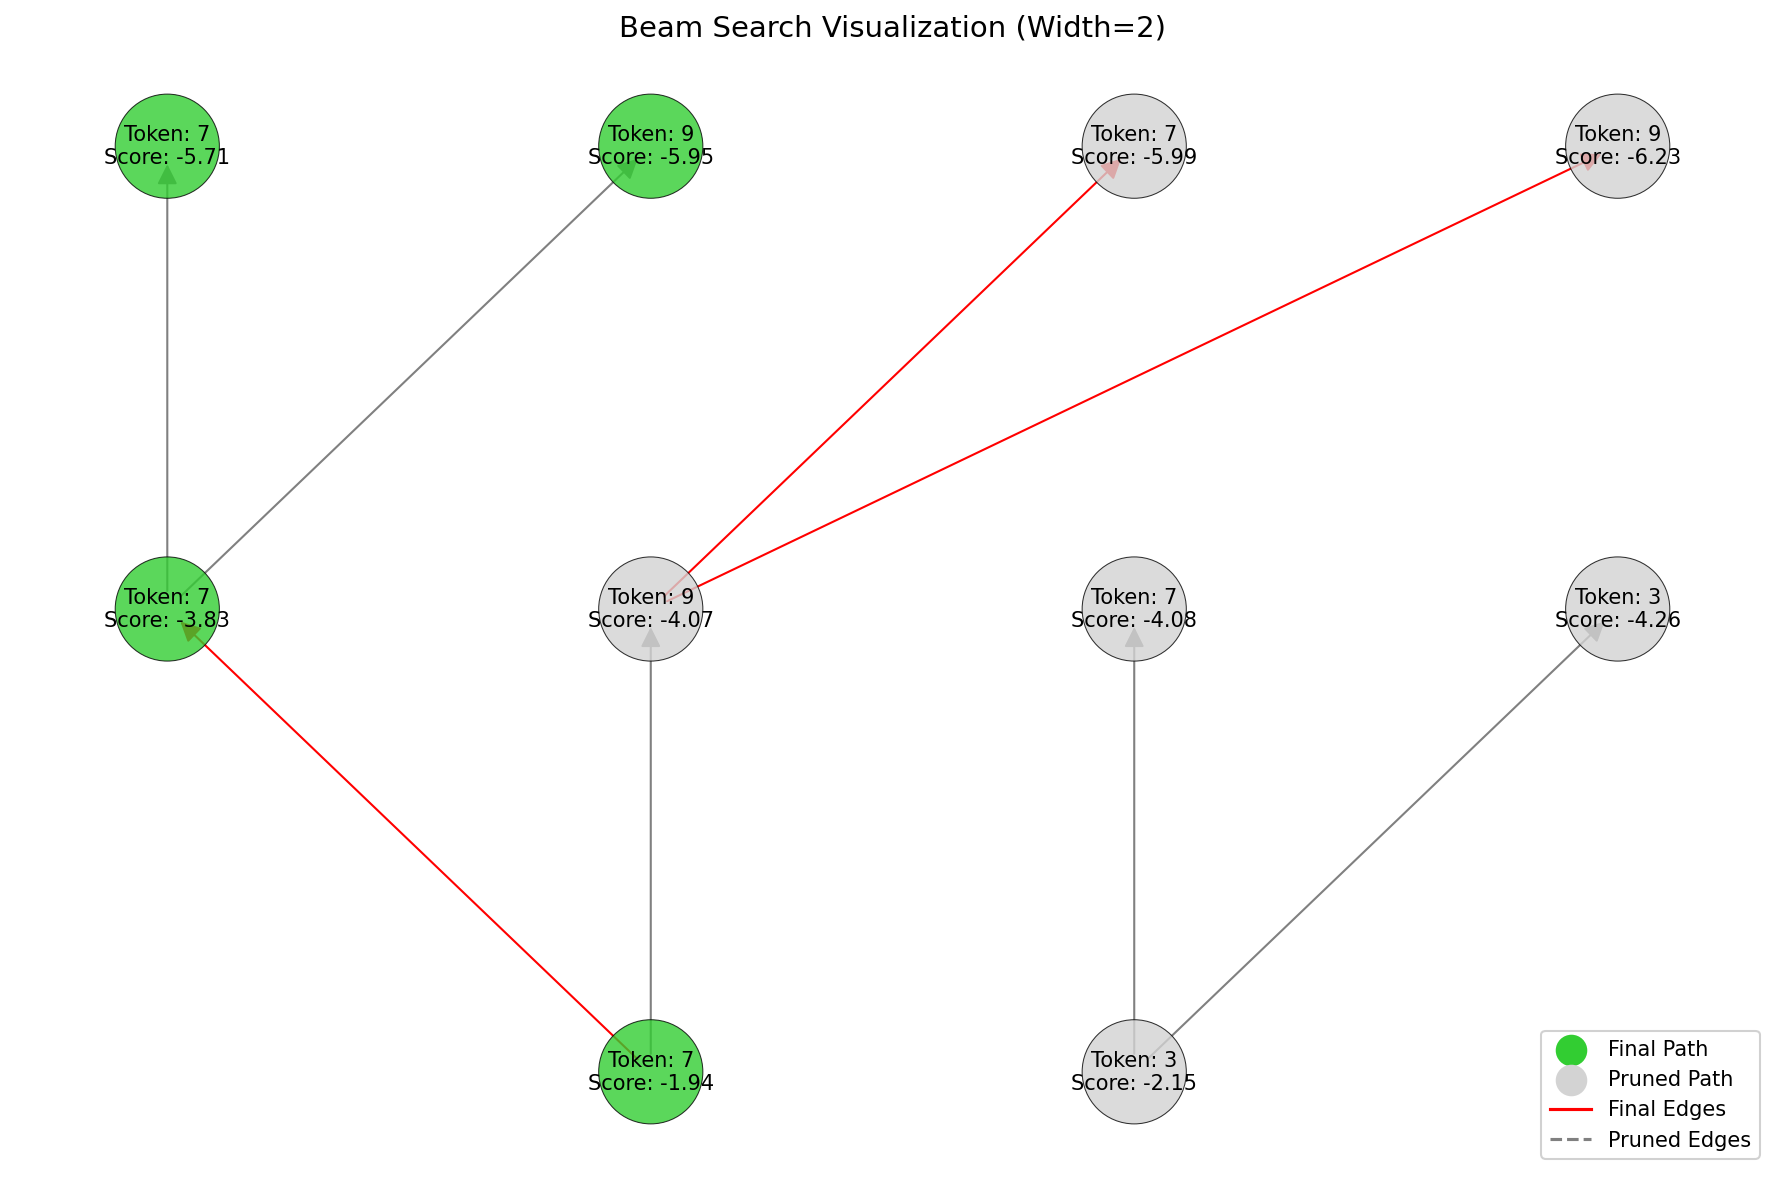 Beam Search Visualization (Width=2)
Token: 7
Score: -5.71
Token: 9
Score: -5.95
Token: 7
Score: -5.99
Token: 9
Score: -6.23
Token: 7
Score: -3.83
Token: 9
Score: -4.07
Token: 7
Score: -4.08
Token: 3
Score: -4.26
Token: 7
Score: -1.94
Token: 3
Score: -2.15
Final Path
Pruned Path
Final Edges
Pruned Edges